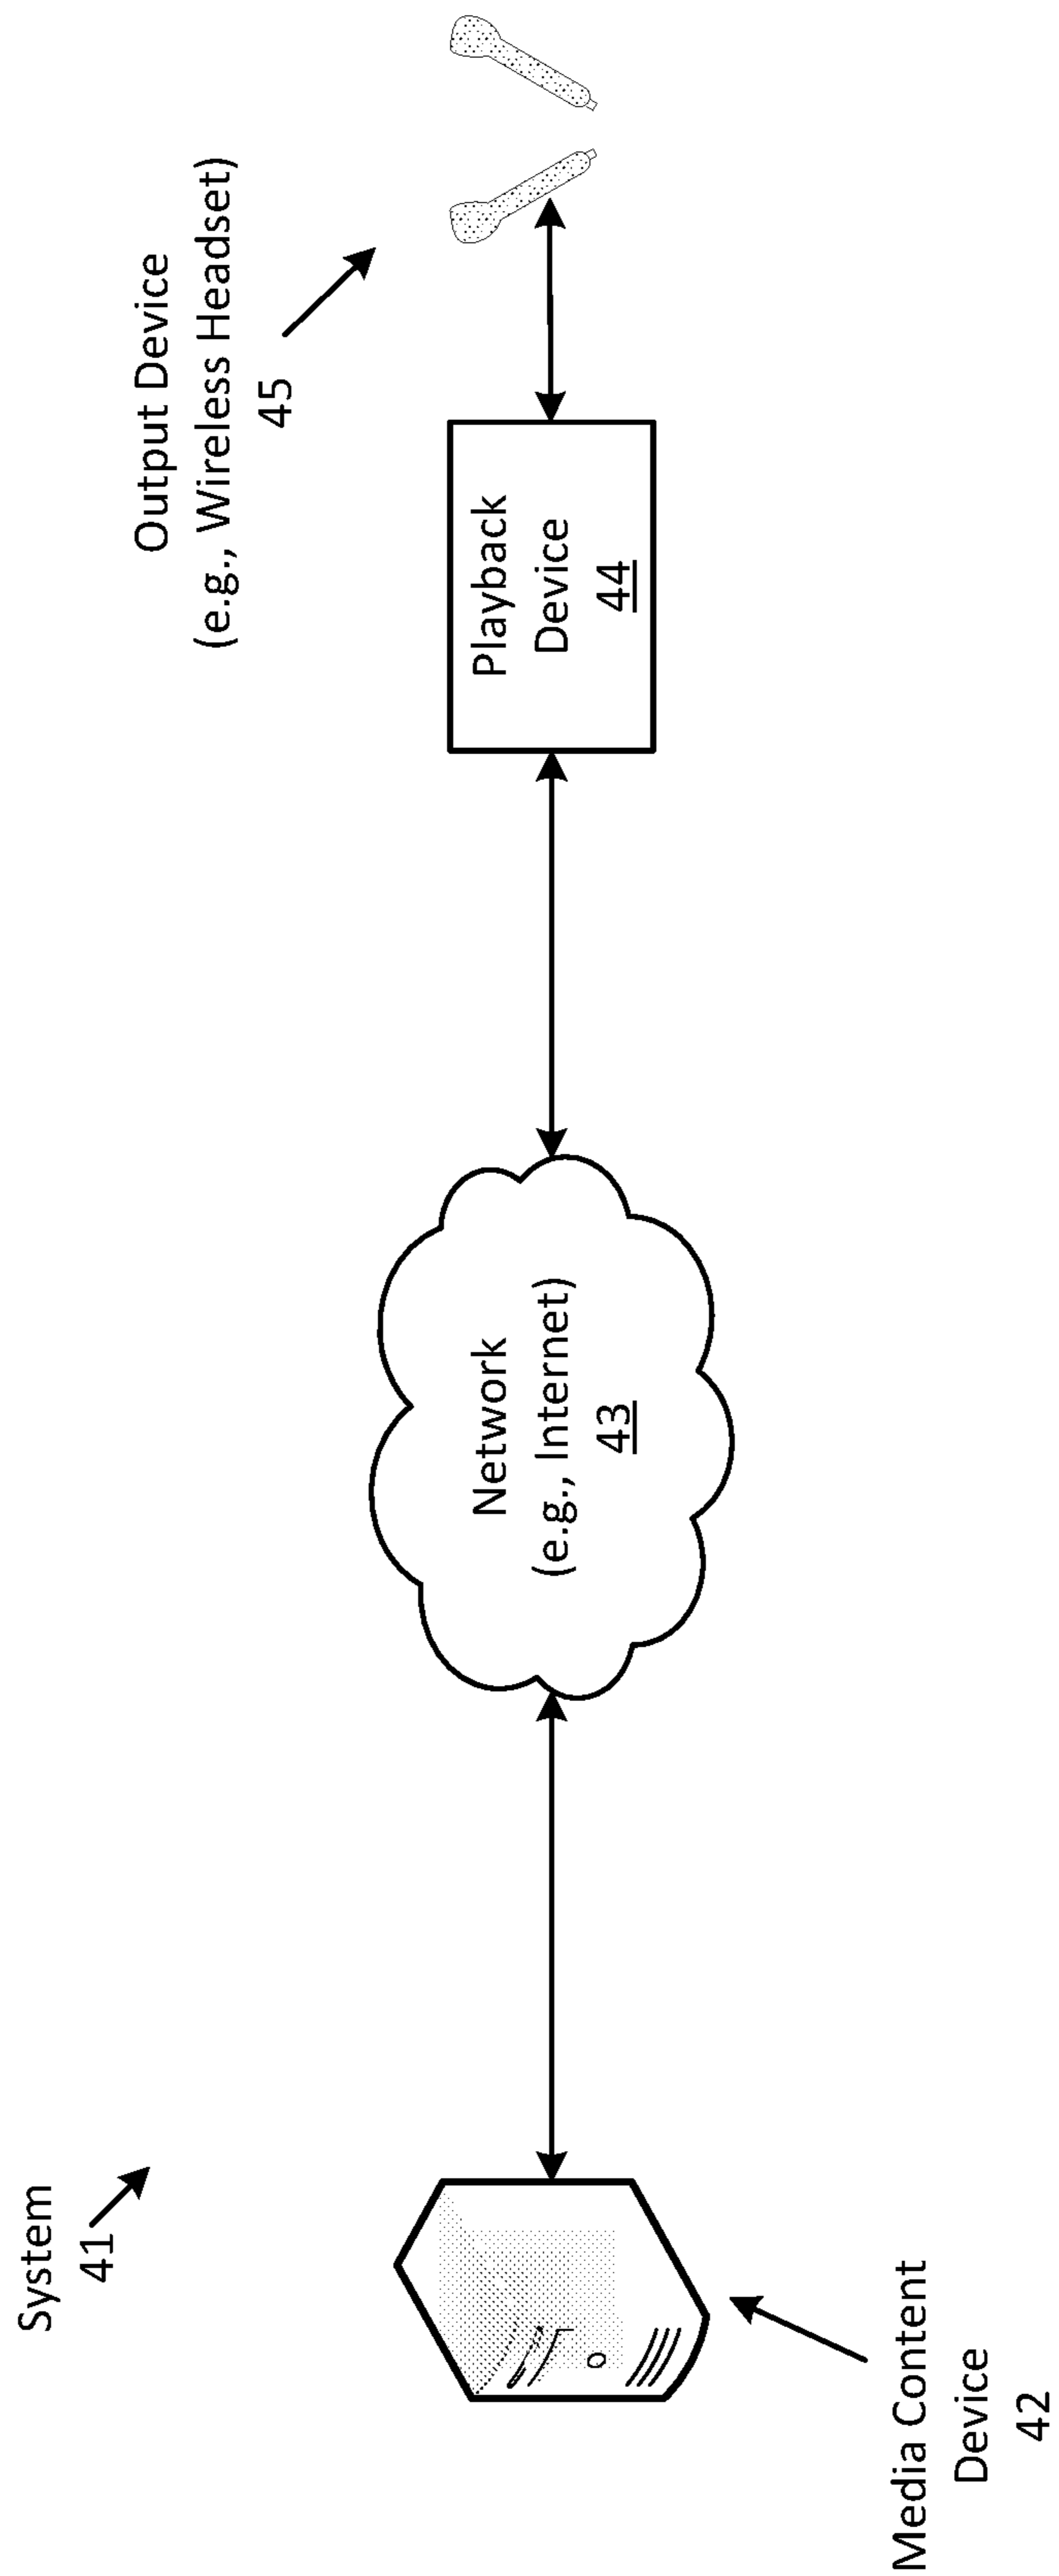 System
41
Media Content
Device
42
Network
(e.g., Internet)
43
Playback
Device
44
Output Device
(e.g., Wireless Headset)
45